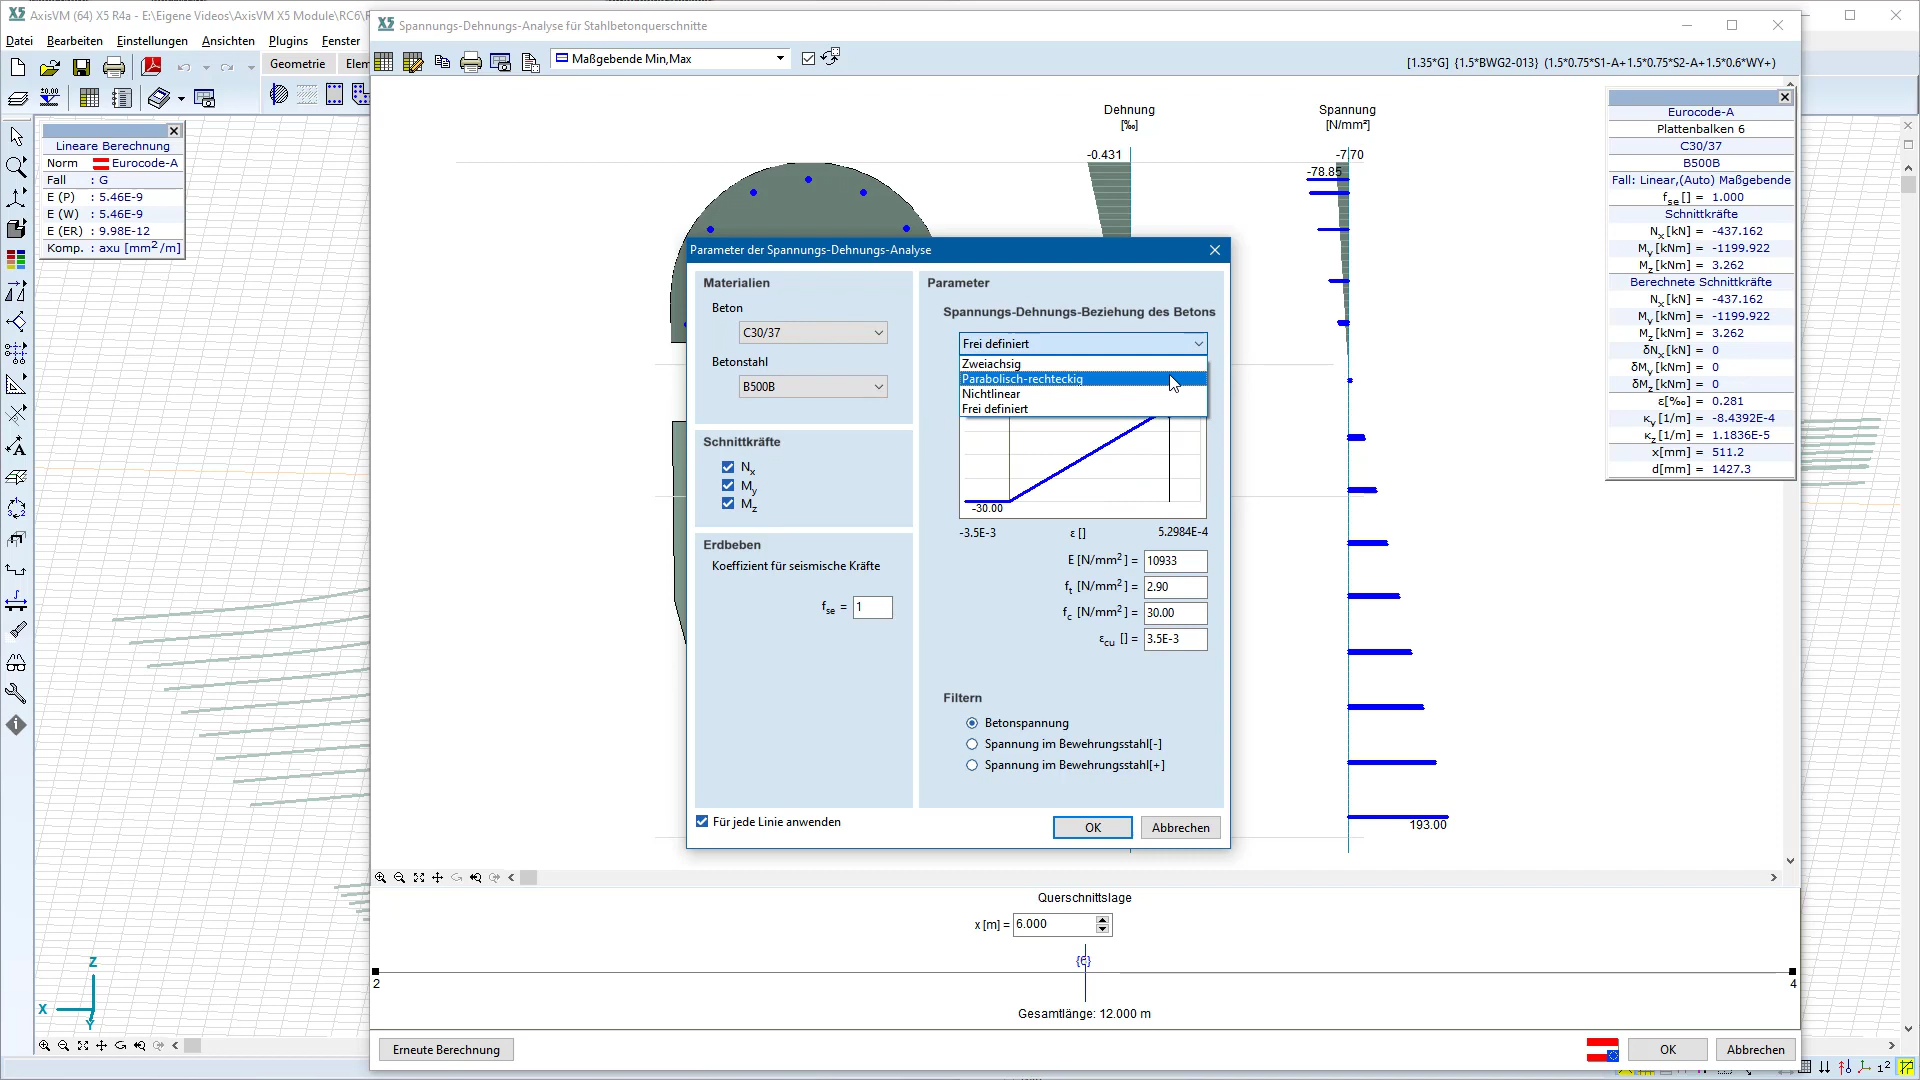 AxisVM (64) X5 R4a - E:\Eigene Videos\AxisVM X5 Module\RC6\R
Datei Bearbeiten Einstellungen Ansichten Plugins Fenster
Geometrie Elem
Lineare Berechnung
Norm Eurocode-A
Fall : G
E (P) : 5.46E-9
E (W) : 5.46E-9
E (ER) : 9.98E-12
Komp. : axu [mm²/m]
X5 Spannungs-Dehnungs-Analyse für Stahlbetonquerschnitte
Maßgebende Min,Max
[1.35*G] {1.5*BWG2-013} (1.5*0.75*S1-A+1.5*0.75*S2-A+1.5*0.6*WY+)
Dehnung
[‰]
-0.431
Spannung
[N/mm²]
-7.70
-78.85
193.00
Eurocode-A
Plattenbalken 6
C30/37
B500B
Fall: Linear,(Auto) Maßgebende
fse [] = 1.000
Schnittkräfte
Nx [kN] = -437.162
My [kNm] = -1199.922
Mz [kNm] = 3.262
Berechnete Schnittkräfte
Nx [kN] = -437.162
My [kNm] = -1199.922
Mz [kNm] = 3.262
δNx [kN] = 0
δMy [kNm] = 0
δMz [kNm] = 0
ε[‰] = 0.281
κy [1/m] = -8.4392E-4
κz [1/m] = 1.1836E-5
x[mm] = 511.2
d[mm] = 1427.3
Parameter der Spannungs-Dehnungs-Analyse
Materialien
Beton
C30/37
Betonstahl
B500B
Schnittkräfte
Nx
My
Mz
Erdbeben
Koeffizient für seismische Kräfte
fse = 1
Für jede Linie anwenden
Parameter
Spannungs-Dehnungs-Beziehung des Betons
Frei definiert
Zweiachsig
Parabolisch-rechteckig
Nichtlinear
Frei definiert
-30.00
-3.5E-3 ε [] 5.2984E-4
E [N/mm²] = 10933
ft [N/mm²] = 2.90
fc [N/mm²] = 30.00
εcu [] = 3.5E-3
Filtern
Betonspannung
Spannung im Bewehrungsstahl[-]
Spannung im Bewehrungsstahl[+]
OK Abbrechen
Querschnittslage
x [m] = 6.000
{6}
2 4
Gesamtlänge: 12.000 m
Erneute Berechnung OK Abbrechen
Z
X
Y